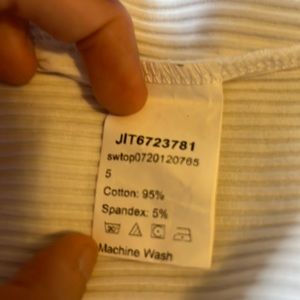 JIT6723781
swtop0720120765
5
Cotton: 95%
Spandex: 5%
Machine Wash